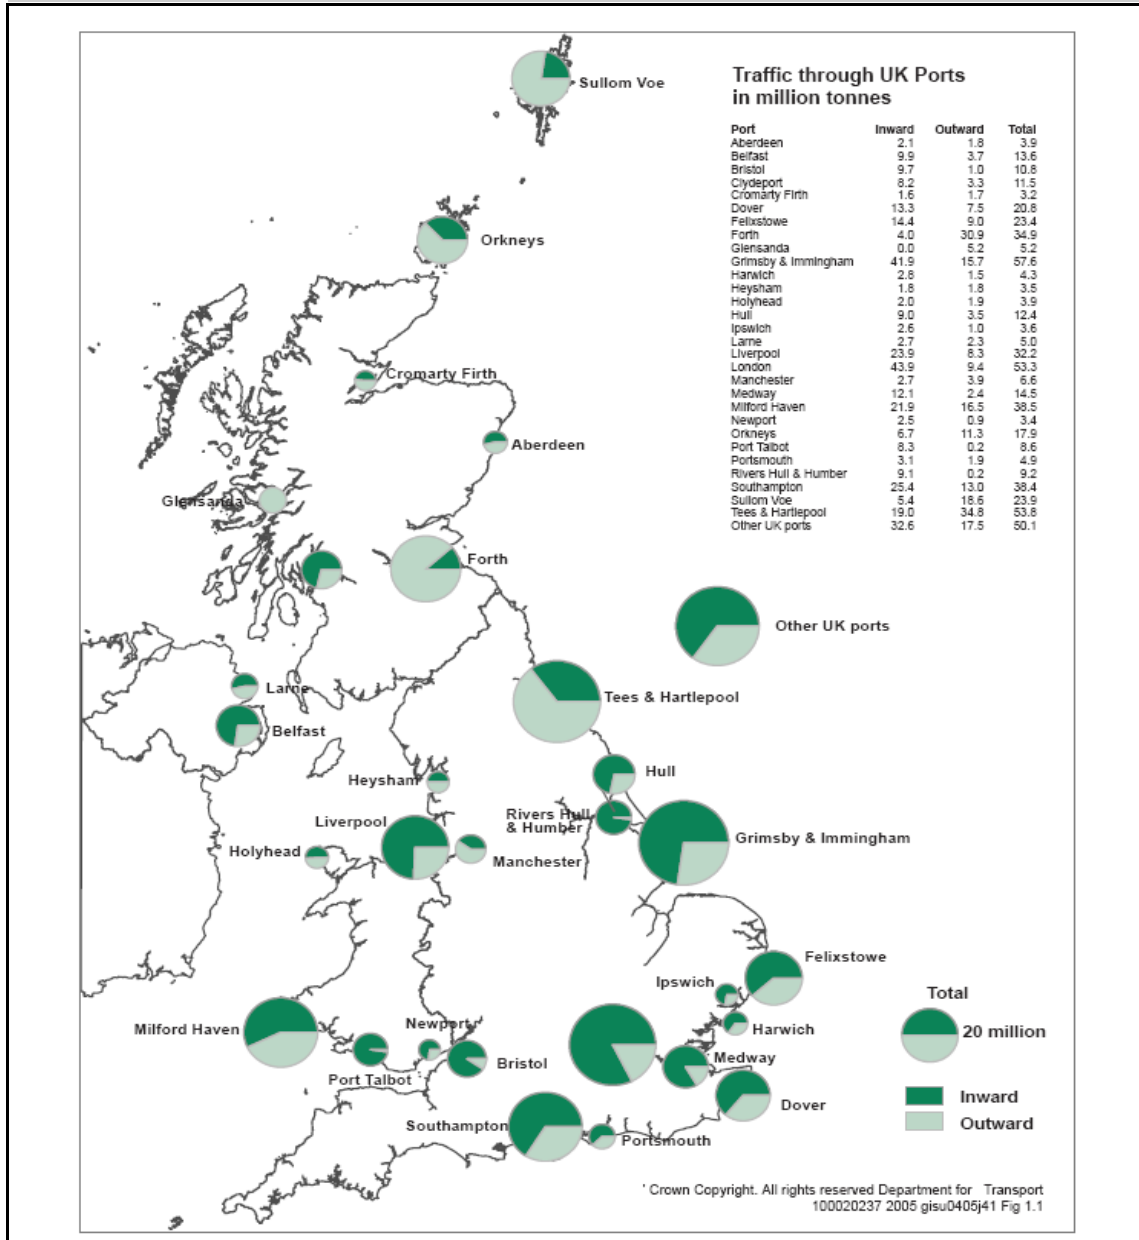 Traffic through UK Ports
in million tonnes
Port Inward Outward Total
Aberdeen 2.1 1.8 3.9
Belfast 9.9 3.7 13.6
Bristol 9.7 1.0 10.8
Clydeport 8.2 3.3 11.5
Cromarty Firth 1.6 1.7 3.2
Dover 13.3 7.5 20.8
Felixstowe 14.4 9.0 23.4
Forth 4.0 30.9 34.9
Glensanda 0.0 5.2 5.2
Grimsby & Immingham 41.9 15.7 57.6
Harwich 2.8 1.5 4.3
Heysham 1.8 1.8 3.5
Holyhead 2.0 1.9 3.9
Hull 9.0 3.5 12.4
Ipswich 2.6 1.0 3.6
Larne 2.7 2.3 5.0
Liverpool 23.9 8.3 32.2
London 43.9 9.4 53.3
Manchester 2.7 3.9 6.6
Medway 12.1 2.4 14.5
Milford Haven 21.9 16.5 38.5
Newport 2.5 0.9 3.4
Orkneys 6.7 11.3 17.9
Port Talbot 8.3 0.2 8.6
Portsmouth 3.1 1.9 4.9
Rivers Hull & Humber 9.1 0.2 9.2
Southampton 25.4 13.0 38.4
Sullom Voe 5.4 18.6 23.9
Tees & Hartlepool 19.0 34.8 53.8
Other UK ports 32.6 17.5 50.1
Sullom Voe
Orkneys
Cromarty Firth
Aberdeen
Glensanda
Forth
Other UK ports
Larne
Tees & Hartlepool
Belfast
Heysham
Hull
Liverpool
Rivers Hull
& Humber
Grimsby & Immingham
Holyhead
Manchester
Felixstowe
Ipswich
Milford Haven
Newport
Harwich
Total
20 million
Medway
Bristol
Port Talbot
Dover
Inward
Outward
Southampton
Portsmouth
' Crown Copyright. All rights reserved Department for Transport
100020237 2005 gisu0405j41 Fig 1.1